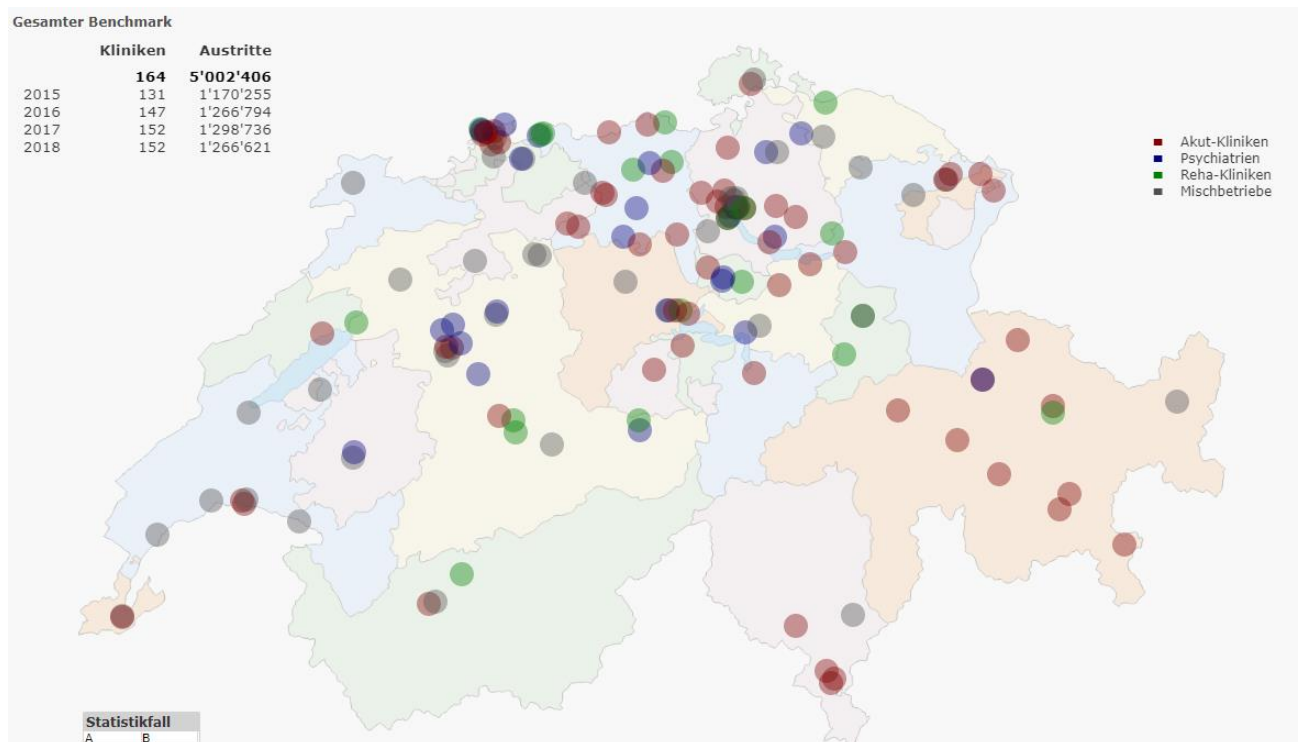 Gesamter Benchmark
Kliniken Austritte
164 5'002'406
2015 131 1'170'255
2016 147 1'266'794
2017 152 1'298'736
2018 152 1'266'621
Akut-Kliniken
Psychiatrien
Reha-Kliniken
Mischbetriebe
Statistikfall
A B